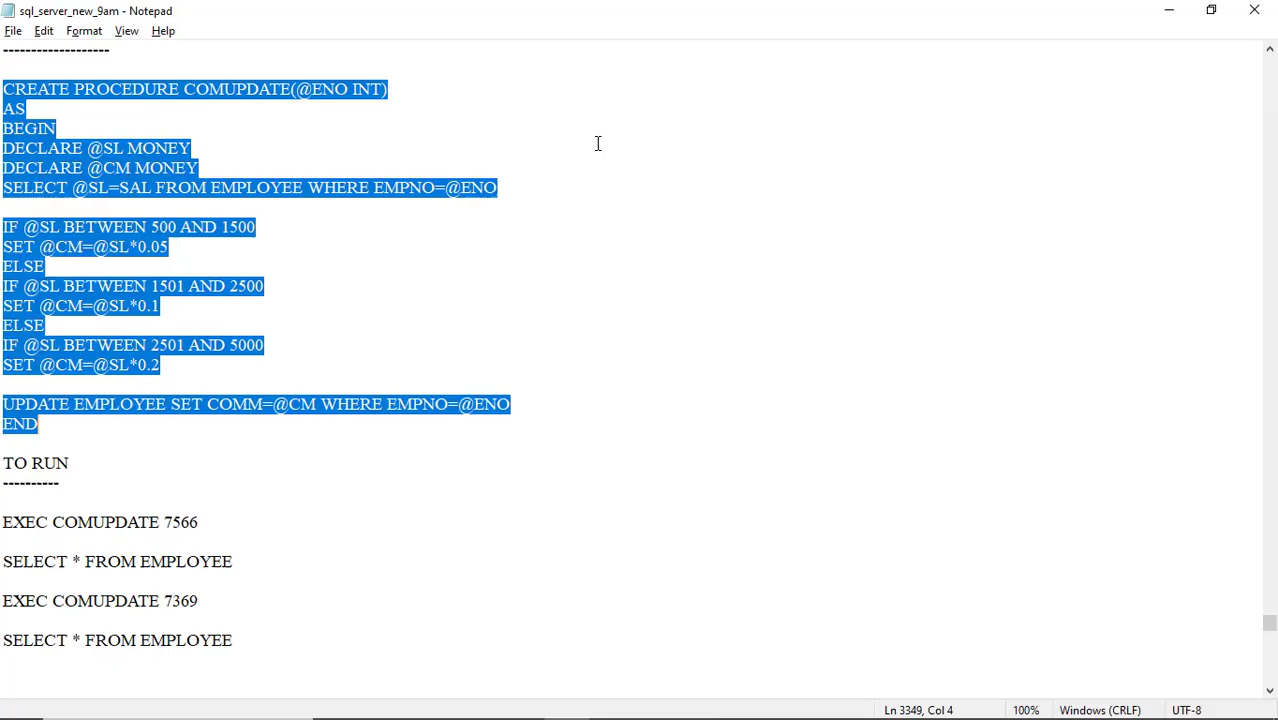 sql_server_new_9am - Notepad
File Edit Format View Help
-------------------
CREATE PROCEDURE COMUPDATE(@ENO INT)
AS
BEGIN
DECLARE @SL MONEY
DECLARE @CM MONEY
SELECT @SL=SAL FROM EMPLOYEE WHERE EMPNO=@ENO
IF @SL BETWEEN 500 AND 1500
SET @CM=@SL*0.05
ELSE
IF @SL BETWEEN 1501 AND 2500
SET @CM=@SL*0.1
ELSE
IF @SL BETWEEN 2501 AND 5000
SET @CM=@SL*0.2
UPDATE EMPLOYEE SET COMM=@CM WHERE EMPNO=@ENO
END
TO RUN
----------
EXEC COMUPDATE 7566
SELECT * FROM EMPLOYEE
EXEC COMUPDATE 7369
SELECT * FROM EMPLOYEE
Ln 3349, Col 4 100% Windows (CRLF) UTF-8